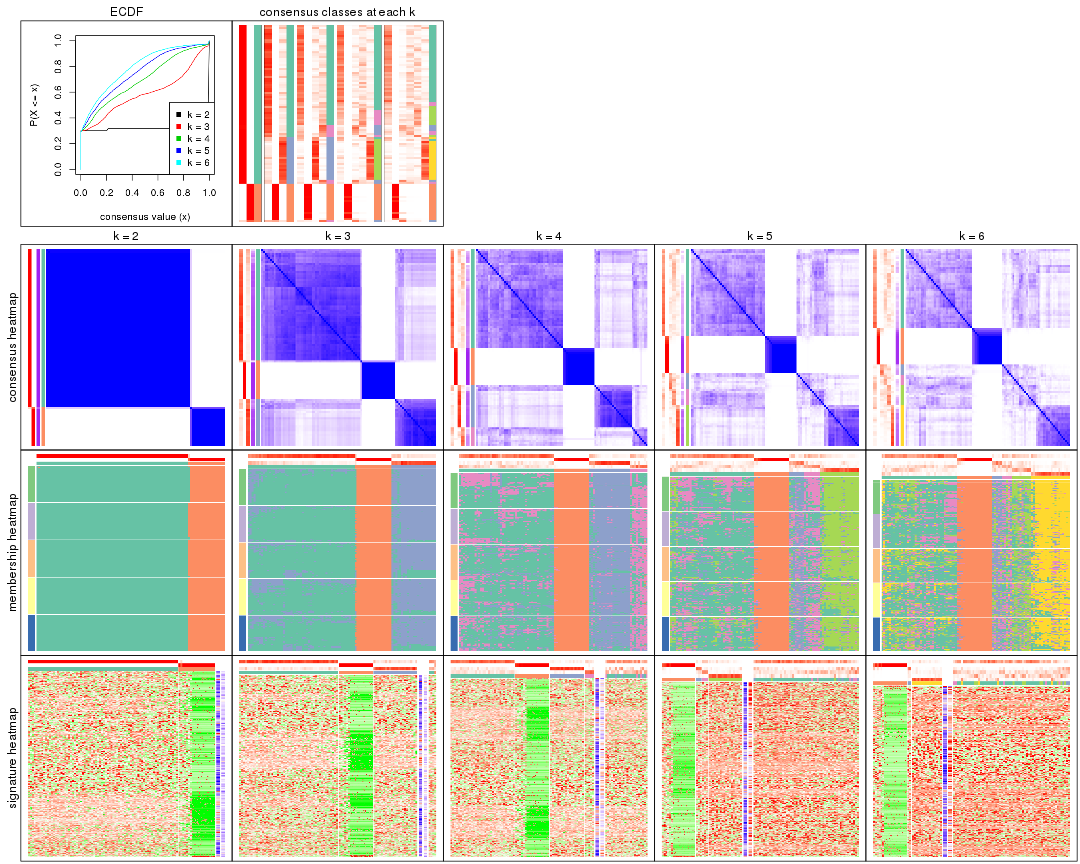 ECDF
consensus classes at each k
P(X <= x)
1.0
0.8
0.6
0.4
0.2
0.0
k = 2
k = 3
k = 4
k = 5
k = 6
0.0 0.2 0.4 0.6 0.8 1.0
consensus value (x)
k = 2
k = 3
k = 4
k = 5
k = 6
consensus heatmap
membership heatmap
signature heatmap